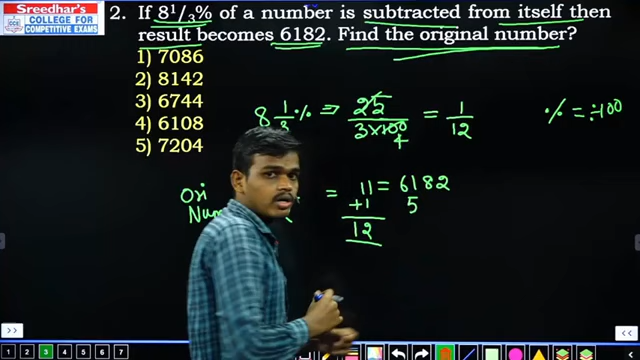 Sreedhar's
CCE
COLLEGE FOR
COMPETITIVE EXAMS
2. If 8¹/₃% of a number is subtracted from itself then
result becomes 6182. Find the original number?
1) 7086
2) 8142
3) 6744
4) 6108
5) 7204
8 1/3 % ⇒ 25/(3×100) = 1/12
4
% = ÷100
Ori = 11 = 6182
Num +1 5
12
>> 1 2 3 4 5 6 7 <<